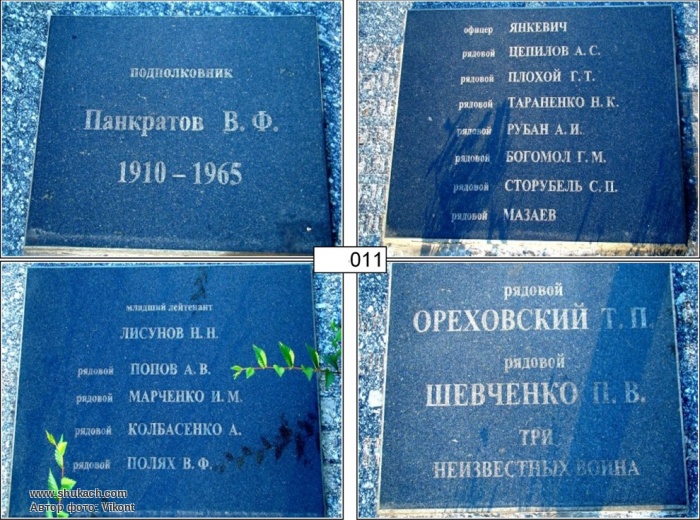 подполковник
Панкратов В. Ф.
1910 – 1965
офицер ЯНКЕВИЧ
рядовой ЦЕПИЛОВ А. С.
рядовой ПЛОХОЙ Г. Т.
рядовой ТАРАНЕНКО Н. К.
рядовой РУБАН А. И.
рядовой БОГОМОЛ Г. М.
рядовой СТОРУБЕЛЬ С. П.
рядовой МАЗАЕВ
011
младший лейтенант
ЛИСУНОВ И. Н.
рядовой ПОПОВ А. В.
рядовой МАРЧЕНКО И. М.
рядовой КОЛБАСЕНКО А.
рядовой ПОЛЯХ В. Ф.
рядовой
ОРЕХОВСКИЙ Т. П.
рядовой
ШЕВЧЕНКО П. В.
ТРИ
НЕИЗВЕСТНЫХ ВОИНА
www.shukach.com
Автор фото: Vikont